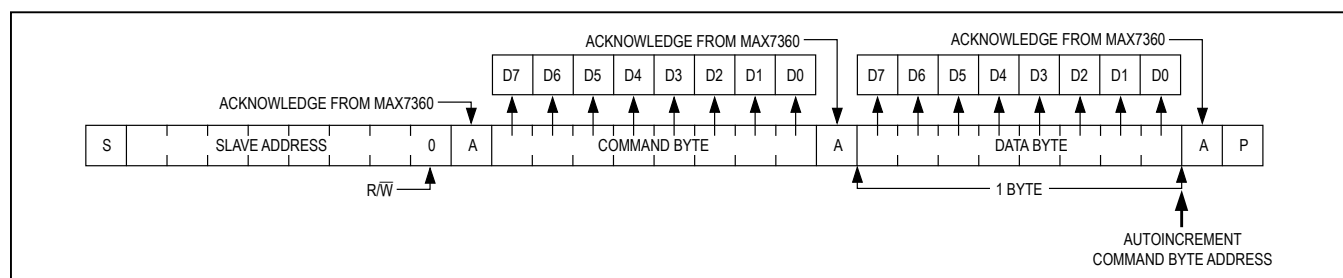 ACKNOWLEDGE FROM MAX7360
ACKNOWLEDGE FROM MAX7360
D7 D6 D5 D4 D3 D2 D1 D0
D7 D6 D5 D4 D3 D2 D1 D0
ACKNOWLEDGE FROM MAX7360
S SLAVE ADDRESS 0 A COMMAND BYTE A DATA BYTE A P
R/W̅
1 BYTE
AUTOINCREMENT
COMMAND BYTE ADDRESS